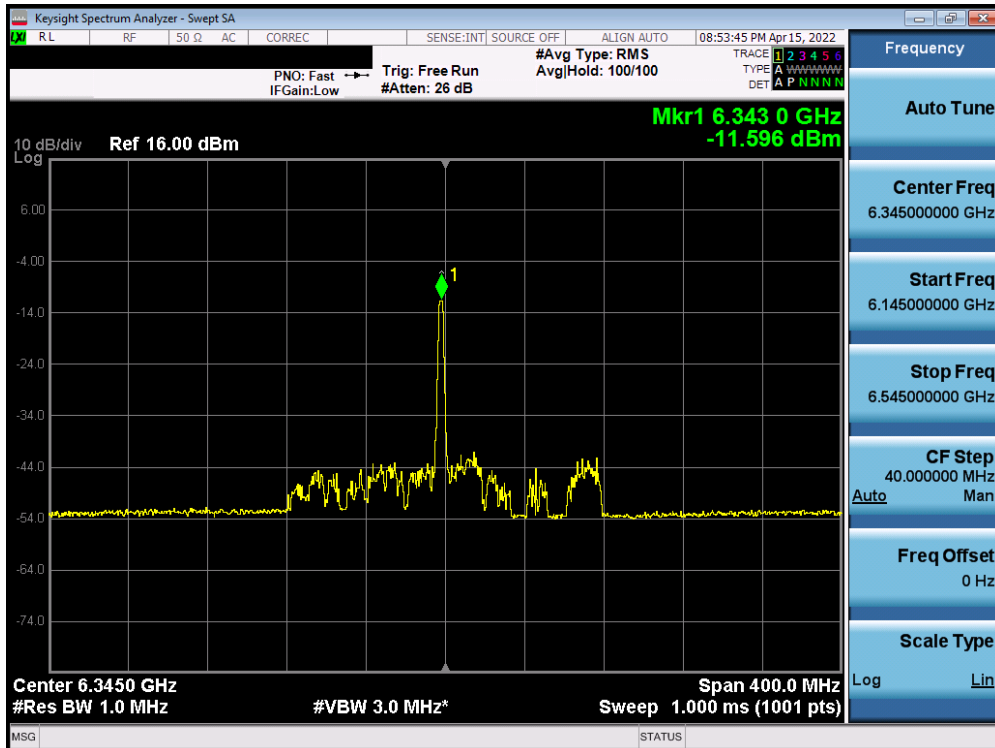 Keysight Spectrum Analyzer - Swept SA
LXI RL RF 50 Ω AC CORREC SENSE:INT SOURCE OFF ALIGN AUTO 08:53:45 PM Apr 15, 2022
#Avg Type: RMS TRACE 1 2 3 4 5 6
PNO: Fast Trig: Free Run Avg|Hold: 100/100 TYPE A WWWWW
IFGain:Low #Atten: 26 dB DET A P N N N N
Mkr1 6.343 0 GHz
-11.596 dBm
10 dB/div Ref 16.00 dBm
Log
1
6.00
-4.00
-14.0
-24.0
-34.0
-44.0
-54.0
-64.0
-74.0
Center 6.3450 GHz Span 400.0 MHz
#Res BW 1.0 MHz #VBW 3.0 MHz* Sweep 1.000 ms (1001 pts)
MSG STATUS
Frequency
Auto Tune
Center Freq
6.345000000 GHz
Start Freq
6.145000000 GHz
Stop Freq
6.545000000 GHz
CF Step
40.000000 MHz
Auto Man
Freq Offset
0 Hz
Scale Type
Log Lin